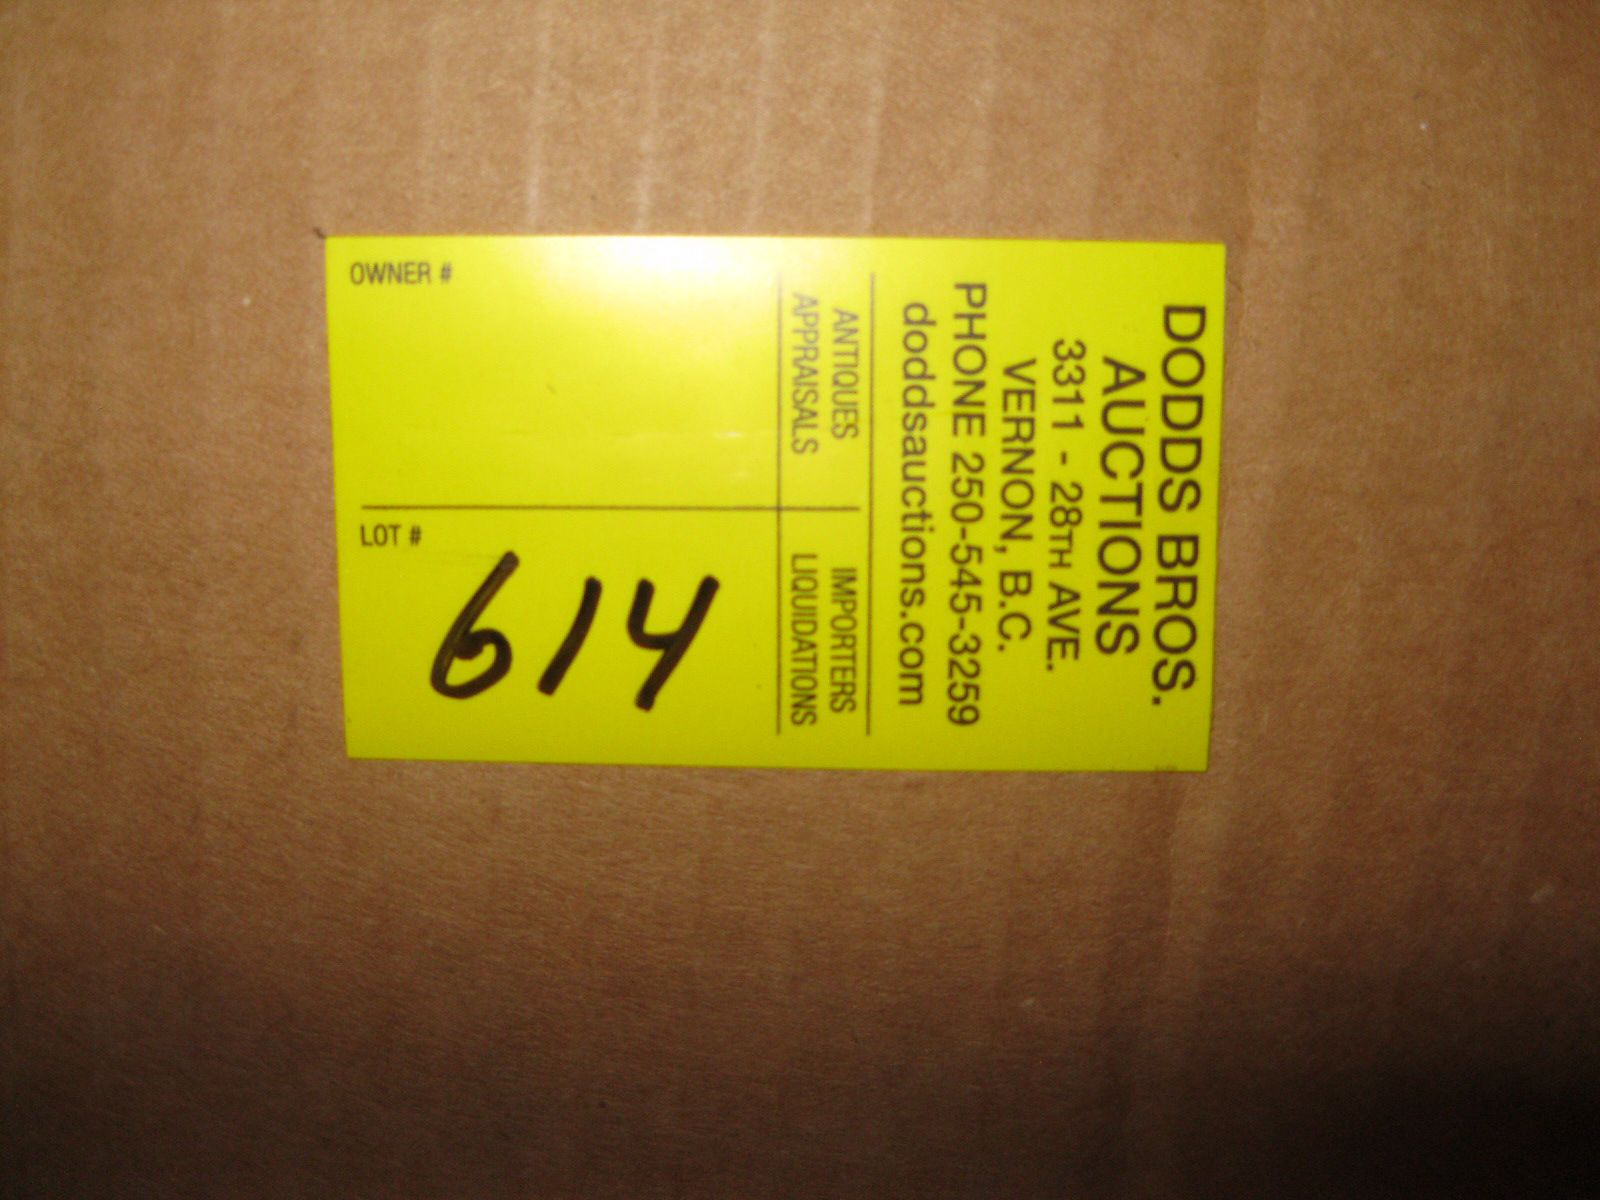 DODDS BROS.
AUCTIONS
3311 - 28TH AVE.
VERNON, B.C.
PHONE 250-545-3259
doddsauctions.com
ANTIQUES IMPORTERS
APPRAISALS LIQUIDATIONS
OWNER #
LOT #
614